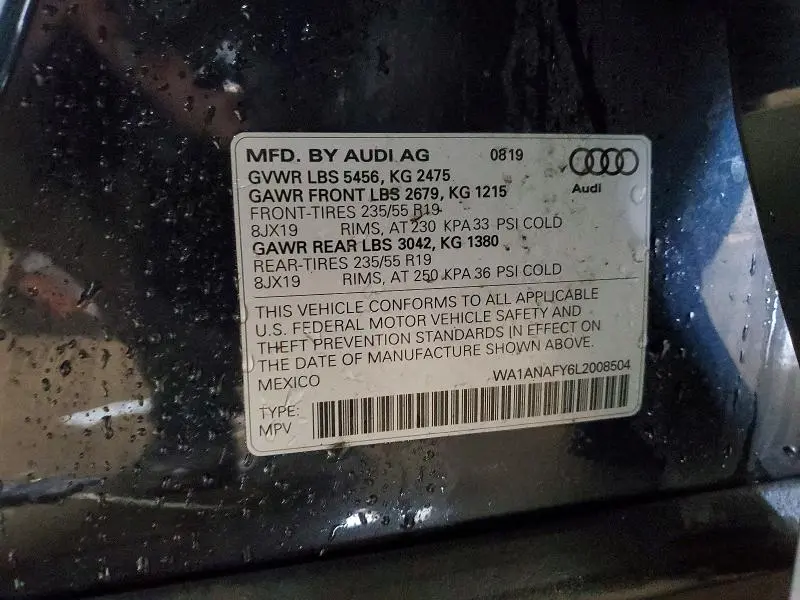 MFD. BY AUDI AG 0819
GVWR LBS 5456, KG 2475
GAWR FRONT LBS 2679, KG 1215
Audi
FRONT-TIRES 235/55 R19
8JX19 RIMS, AT 230 KPA 33 PSI COLD
GAWR REAR LBS 3042, KG 1380
REAR-TIRES 235/55 R19
8JX19 RIMS, AT 250 KPA 36 PSI COLD
THIS VEHICLE CONFORMS TO ALL APPLICABLE
U.S. FEDERAL MOTOR VEHICLE SAFETY AND
THEFT PREVENTION STANDARDS IN EFFECT ON
THE DATE OF MANUFACTURE SHOWN ABOVE.
MEXICO WA1ANAFY6L2008504
TYPE:
MPV